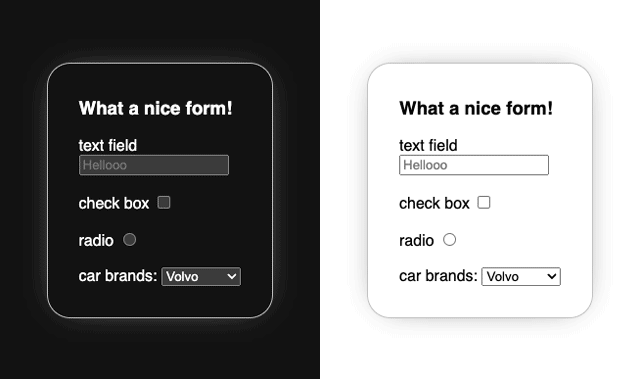 What a nice form!
text field
Hellooo
check box
radio
car brands: Volvo
What a nice form!
text field
Hellooo
check box
radio
car brands: Volvo